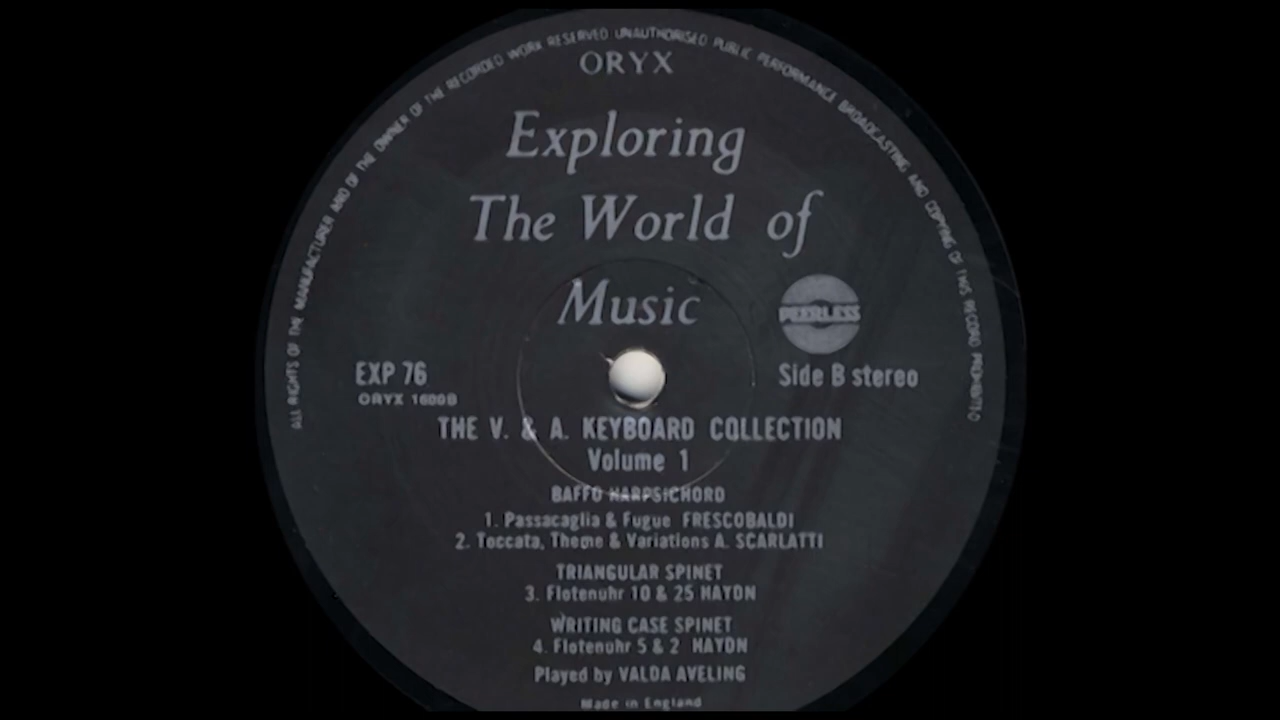 ALL RIGHTS OF THE MANUFACTURER AND OF THE OWNER OF THE RECORDED WORK RESERVED UNAUTHORISED PUBLIC PERFORMANCE BROADCASTING AND COPYING OF THIS RECORD PROHIBITED
ORYX
Exploring
The World of
Music
PEERLESS
EXP 76
Side B stereo
ORYX 1600B
THE V. & A. KEYBOARD COLLECTION
Volume 1
BAFFO HARPSICHORD
1. Passacaglia & Fugue FRESCOBALDI
2. Toccata, Theme & Variations A. SCARLATTI
TRIANGULAR SPINET
3. Flotenuhr 10 & 25 HAYDN
WRITING CASE SPINET
4. Flotenuhr 5 & 2 HAYDN
Played by VALDA AVELING
Made in England